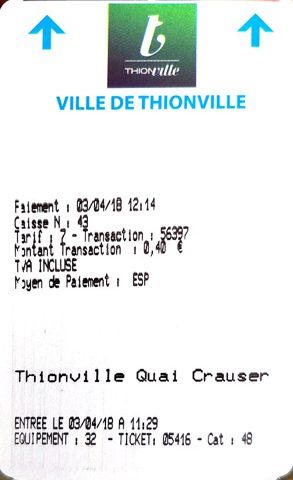 t
THIONville
VILLE DE THIONVILLE
Paiement : 03/04/18 12:14
Caisse N : 43
Tarif : 7 - Transaction : 56397
Montant Transaction : 0,40 €
TVA INCLUSE
Moyen de Paiement : ESP
Thionville Quai Crauser
ENTREE LE 03/04/18 A 11:29
EQUIPEMENT : 32 - TICKET: 05416 - Cat : 48